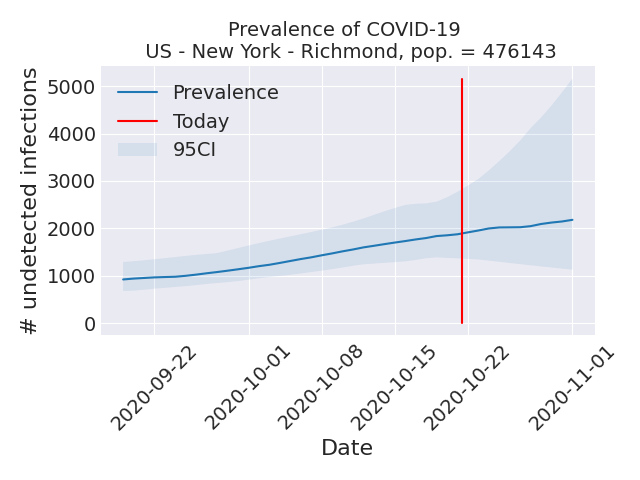 Prevalence of COVID-19
US - New York - Richmond, pop. = 476143
# undetected infections
5000
4000
3000
2000
1000
0
Prevalence
Today
95CI
2020-09-22
2020-10-01
2020-10-08
2020-10-15
2020-10-22
2020-11-01
Date